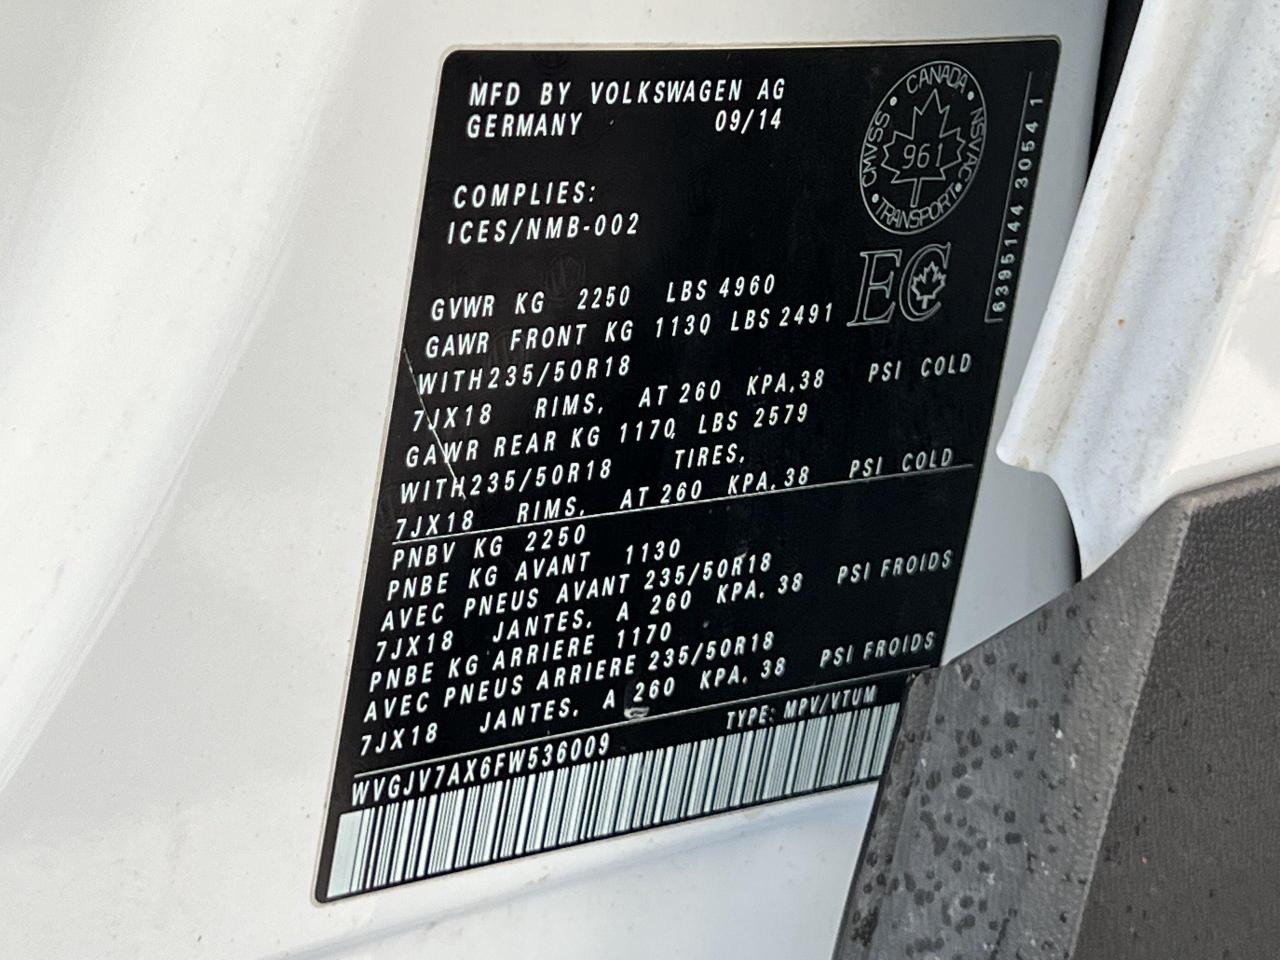 MFD BY VOLKSWAGEN AG
GERMANY 09/14
CANADA
CMVSS
NSVAC
961
TRANSPORT
COMPLIES:
ICES/NMB-002
EC
6395144 30541
GVWR KG 2250 LBS 4960
GAWR FRONT KG 1130 LBS 2491
WITH235/50R18
7JX18 RIMS, AT 260 KPA,38 PSI COLD
GAWR REAR KG 1170, LBS 2579
WITH235/50R18 TIRES,
7JX18 RIMS, AT 260 KPA,38 PSI COLD
PNBV KG 2250
PNBE KG AVANT 1130
AVEC PNEUS AVANT 235/50R18
7JX18 JANTES, A 260 KPA, 38 PSI FROIDS
PNBE KG ARRIERE 1170
AVEC PNEUS ARRIERE 235/50R18
7JX18 JANTES, A 260 KPA, 38 PSI FROIDS
TYPE: MPV/VTUM
WVGJV7AX6FW536009